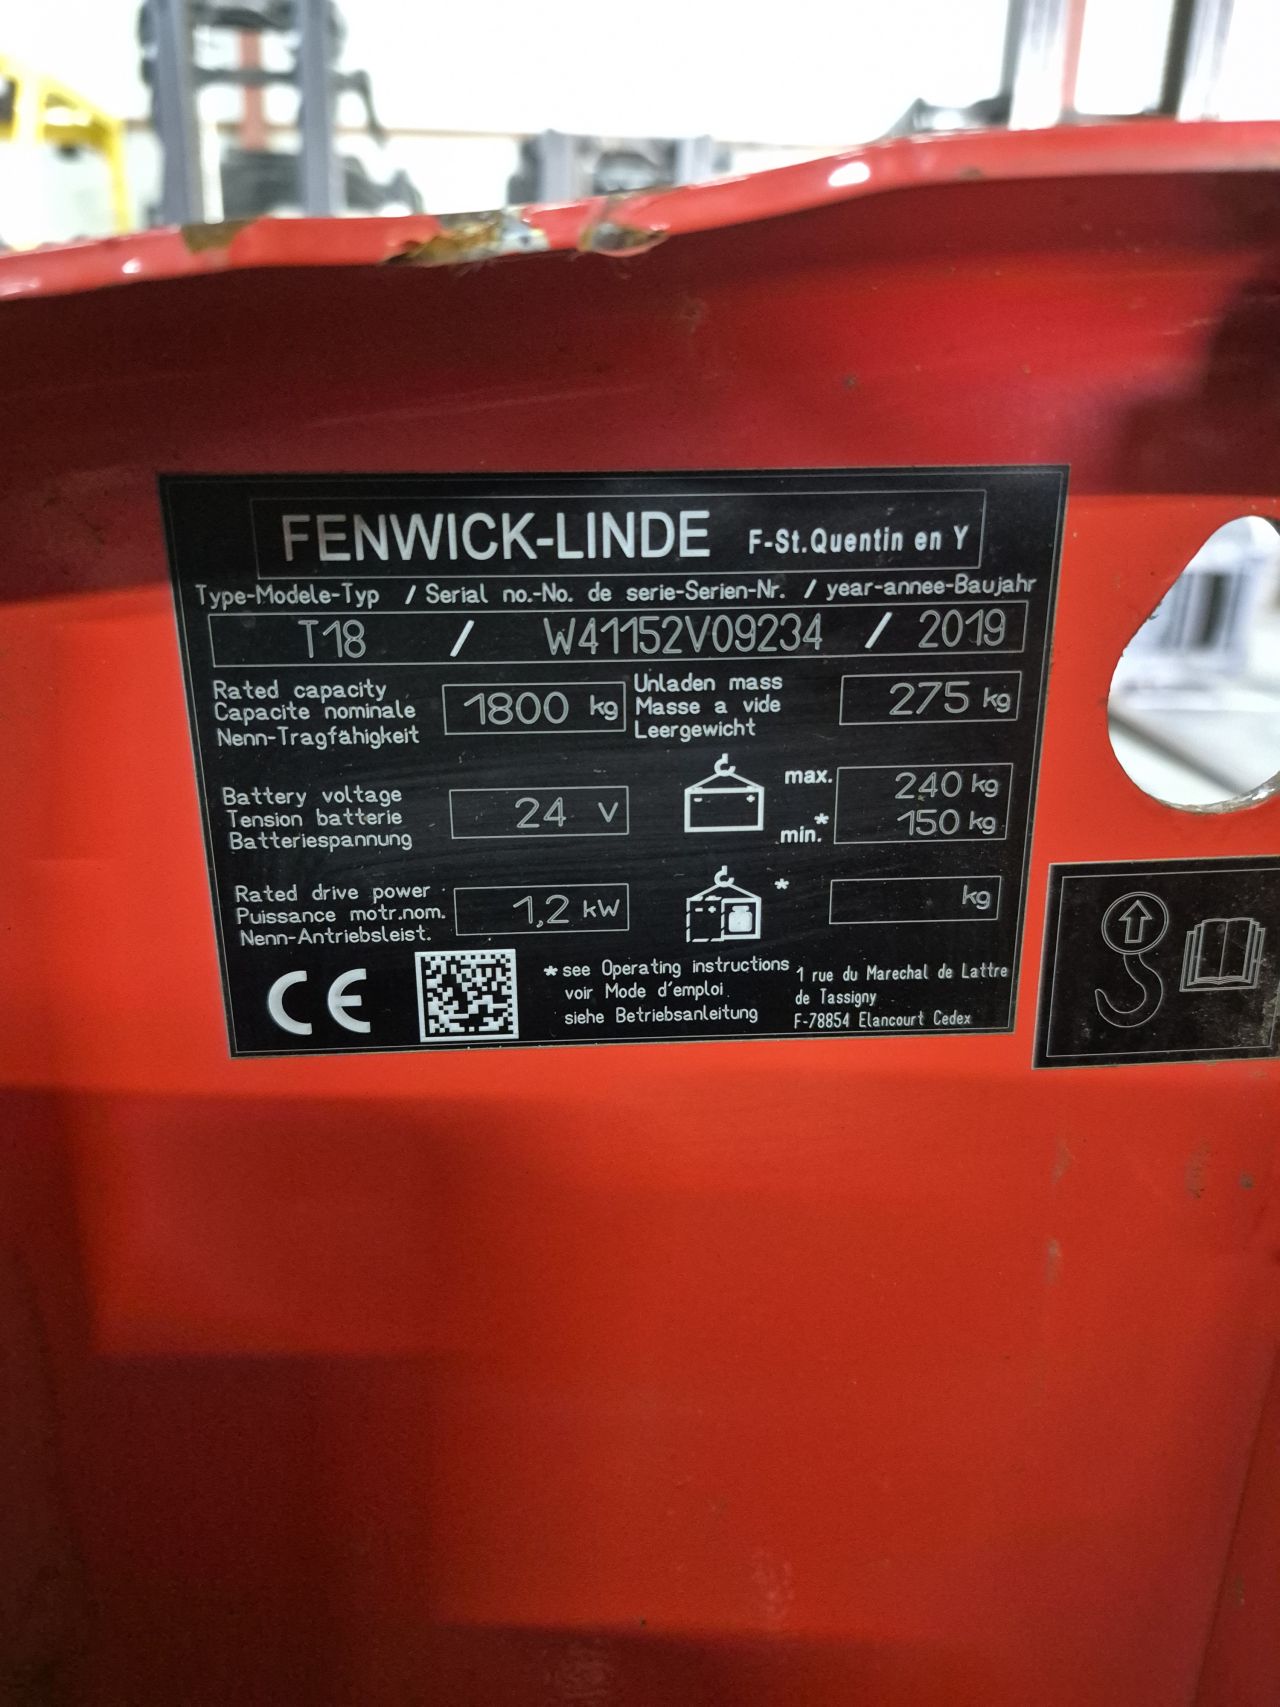 FENWICK-LINDE F-St.Quentin en Y
Type-Modele-Typ / Serial no.-No. de serie-Serien-Nr. / year-annee-Baujahr
T18 / W41152V09234 / 2019
Rated capacity
Capacite nominale
Nenn-Tragfähigkeit
1800 kg
Unladen mass
Masse a vide
Leergewicht
275 kg
Battery voltage
Tension batterie
Batteriespannung
24 V
max. 240 kg
min.* 150 kg
Rated drive power
Puissance motr.nom.
Nenn-Antriebsleist.
1,2 kW
* kg
CE
*see Operating instructions
voir Mode d'emploi
siehe Betriebsanleitung
1 rue du Marechal de Lattre
de Tassigny
F-78854 Elancourt Cedex